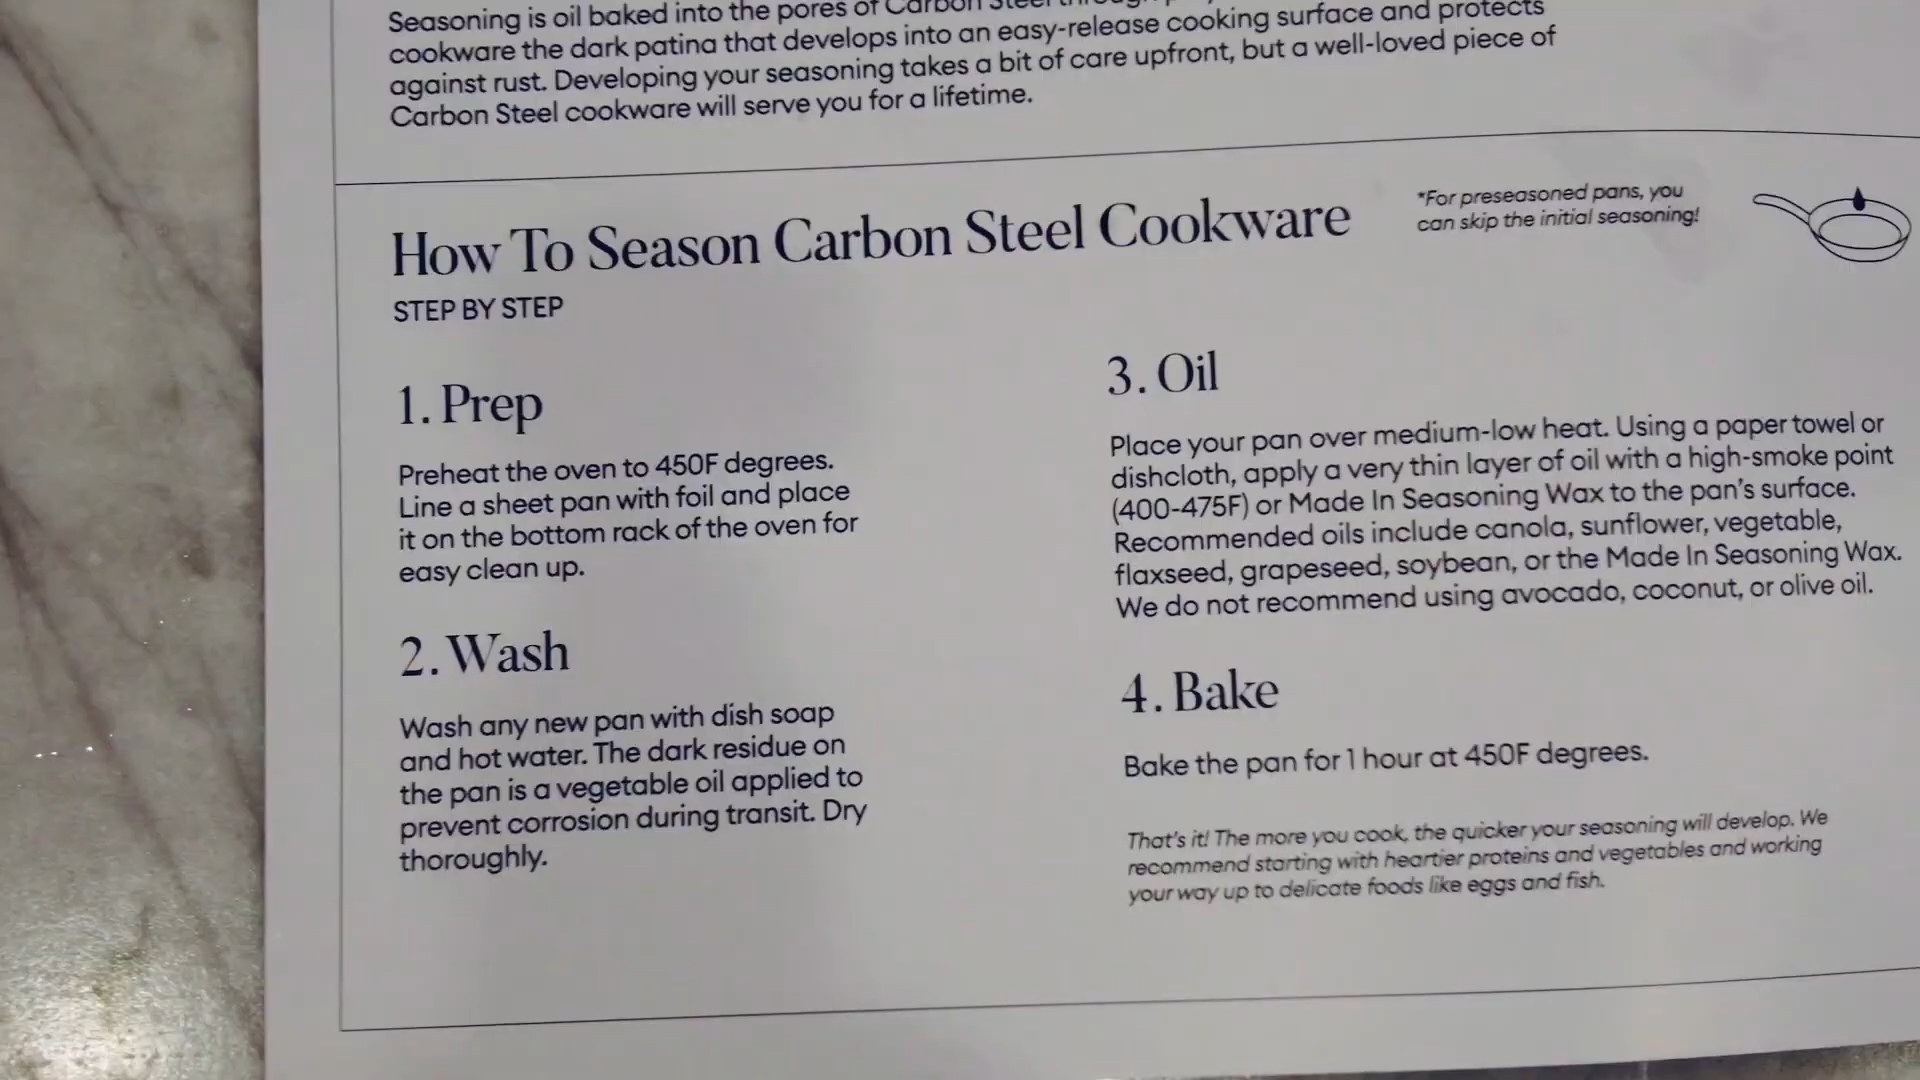 Seasoning is oil baked into the pores of Carbon Steel
cookware the dark patina that develops into an easy-release cooking surface and protects
against rust. Developing your seasoning takes a bit of care upfront, but a well-loved piece of
Carbon Steel cookware will serve you for a lifetime.
How To Season Carbon Steel Cookware
*For preseasoned pans, you
can skip the initial seasoning!
STEP BY STEP
1. Prep
Preheat the oven to 450F degrees.
Line a sheet pan with foil and place
it on the bottom rack of the oven for
easy clean up.
2. Wash
Wash any new pan with dish soap
and hot water. The dark residue on
the pan is a vegetable oil applied to
prevent corrosion during transit. Dry
thoroughly.
3. Oil
Place your pan over medium-low heat. Using a paper towel or
dishcloth, apply a very thin layer of oil with a high-smoke point
(400-475F) or Made In Seasoning Wax to the pan's surface.
Recommended oils include canola, sunflower, vegetable,
flaxseed, grapeseed, soybean, or the Made In Seasoning Wax.
We do not recommend using avocado, coconut, or olive oil.
4. Bake
Bake the pan for 1 hour at 450F degrees.
That's it! The more you cook, the quicker your seasoning will develop. We
recommend starting with heartier proteins and vegetables and working
your way up to delicate foods like eggs and fish.